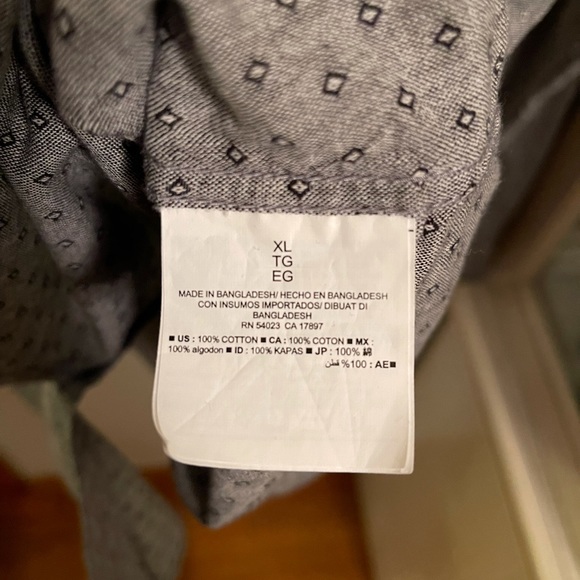 XL
TG
EG
MADE IN BANGLADESH/ HECHO EN BANGLADESH
CON INSUMOS IMPORTADOS/ DIBUAT DI
BANGLADESH
RN 54023 CA 17897
■ US : 100% COTTON ■ CA : 100% COTON ■ MX :
100% algodon ■ ID : 100% KAPAS ■ JP : 100% 綿
■AE : 100% قطن